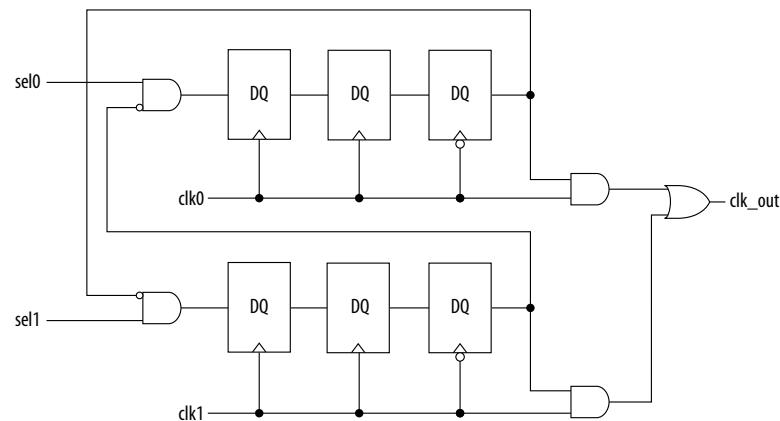 sel0
DQ DQ DQ
clk0
clk_out
DQ DQ DQ
sel1
clk1